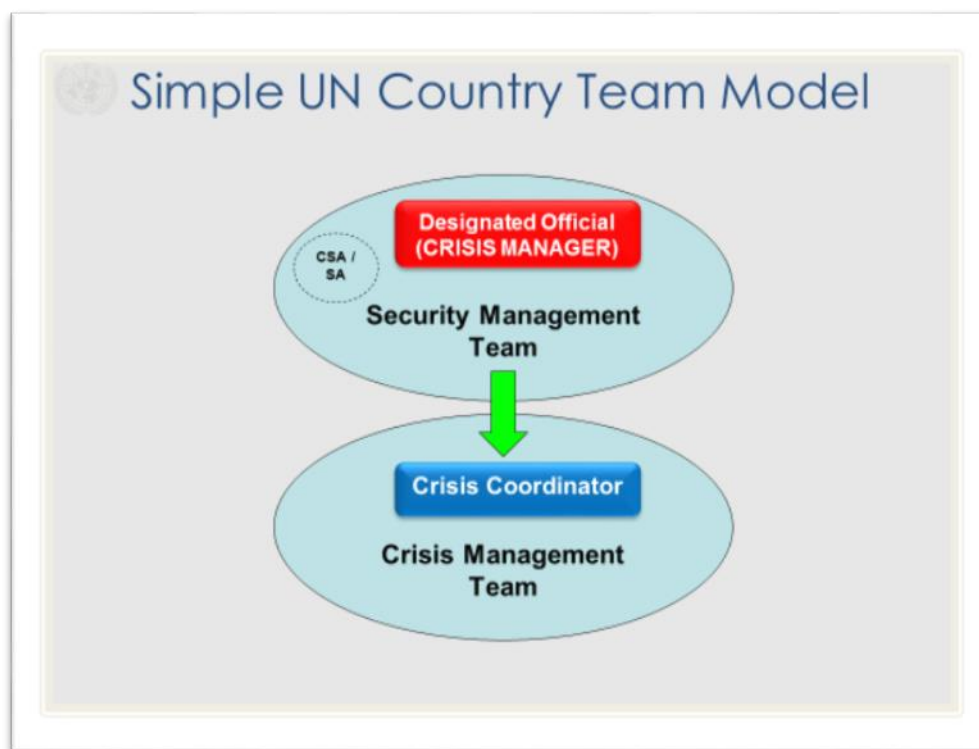 Simple UN Country Team Model
Designated Official
(CRISIS MANAGER)
CSA /
SA
Security Management
Team
Crisis Coordinator
Crisis Management
Team